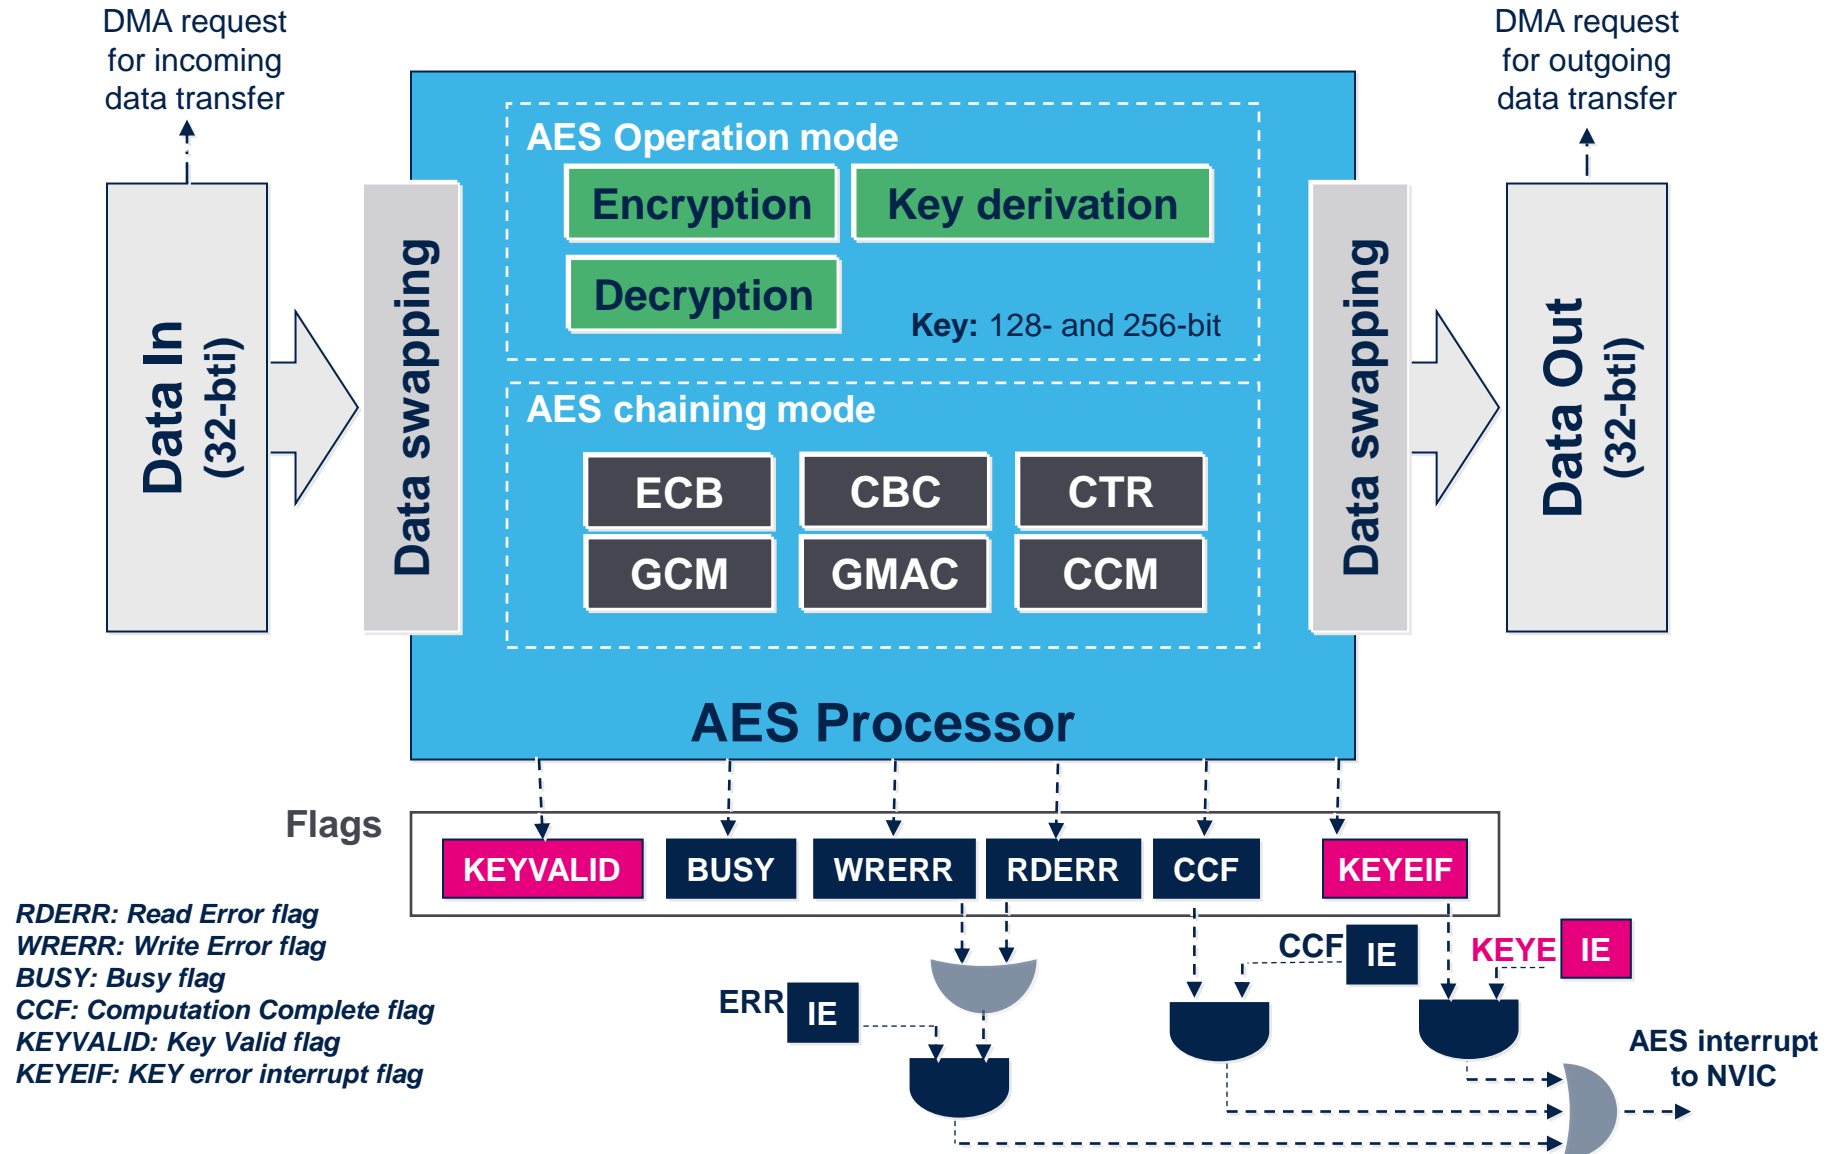 DMA request
for incoming
data transfer
DMA request
for outgoing
data transfer
AES Operation mode
Encryption
Key derivation
Decryption
Key: 128- and 256-bit
Data In
(32-bti)
Data swapping
Data swapping
Data Out
(32-bti)
AES chaining mode
ECB
CBC
CTR
GCM
GMAC
CCM
AES Processor
Flags
KEYVALID
BUSY
WRERR
RDERR
CCF
KEYEIF
RDERR: Read Error flag
WRERR: Write Error flag
BUSY: Busy flag
CCF: Computation Complete flag
KEYVALID: Key Valid flag
KEYEIF: KEY error interrupt flag
ERR IE
CCF IE
KEYE IE
AES interrupt
to NVIC